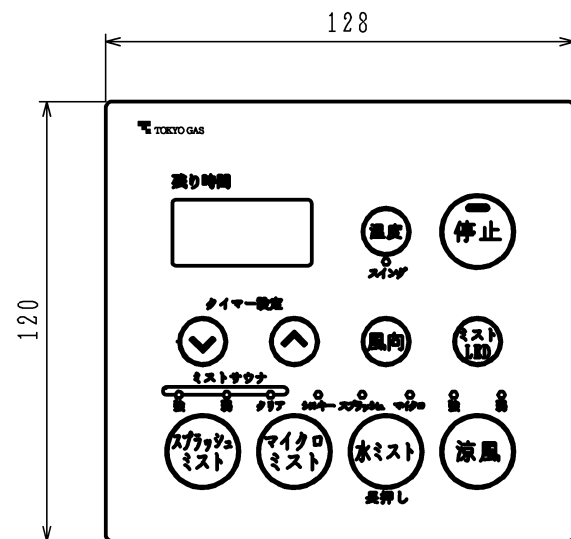 128
120
TOKYO GAS
残り時間
温度
停止
スイング
タイマー設定
風向
ミスト
LED
ミストサウナ
強 弱 クリア シルキー スプラッシュ マイクロ 強 弱
スプラッシュ
ミスト
マイクロ
ミスト
水ミスト
涼風
長押し